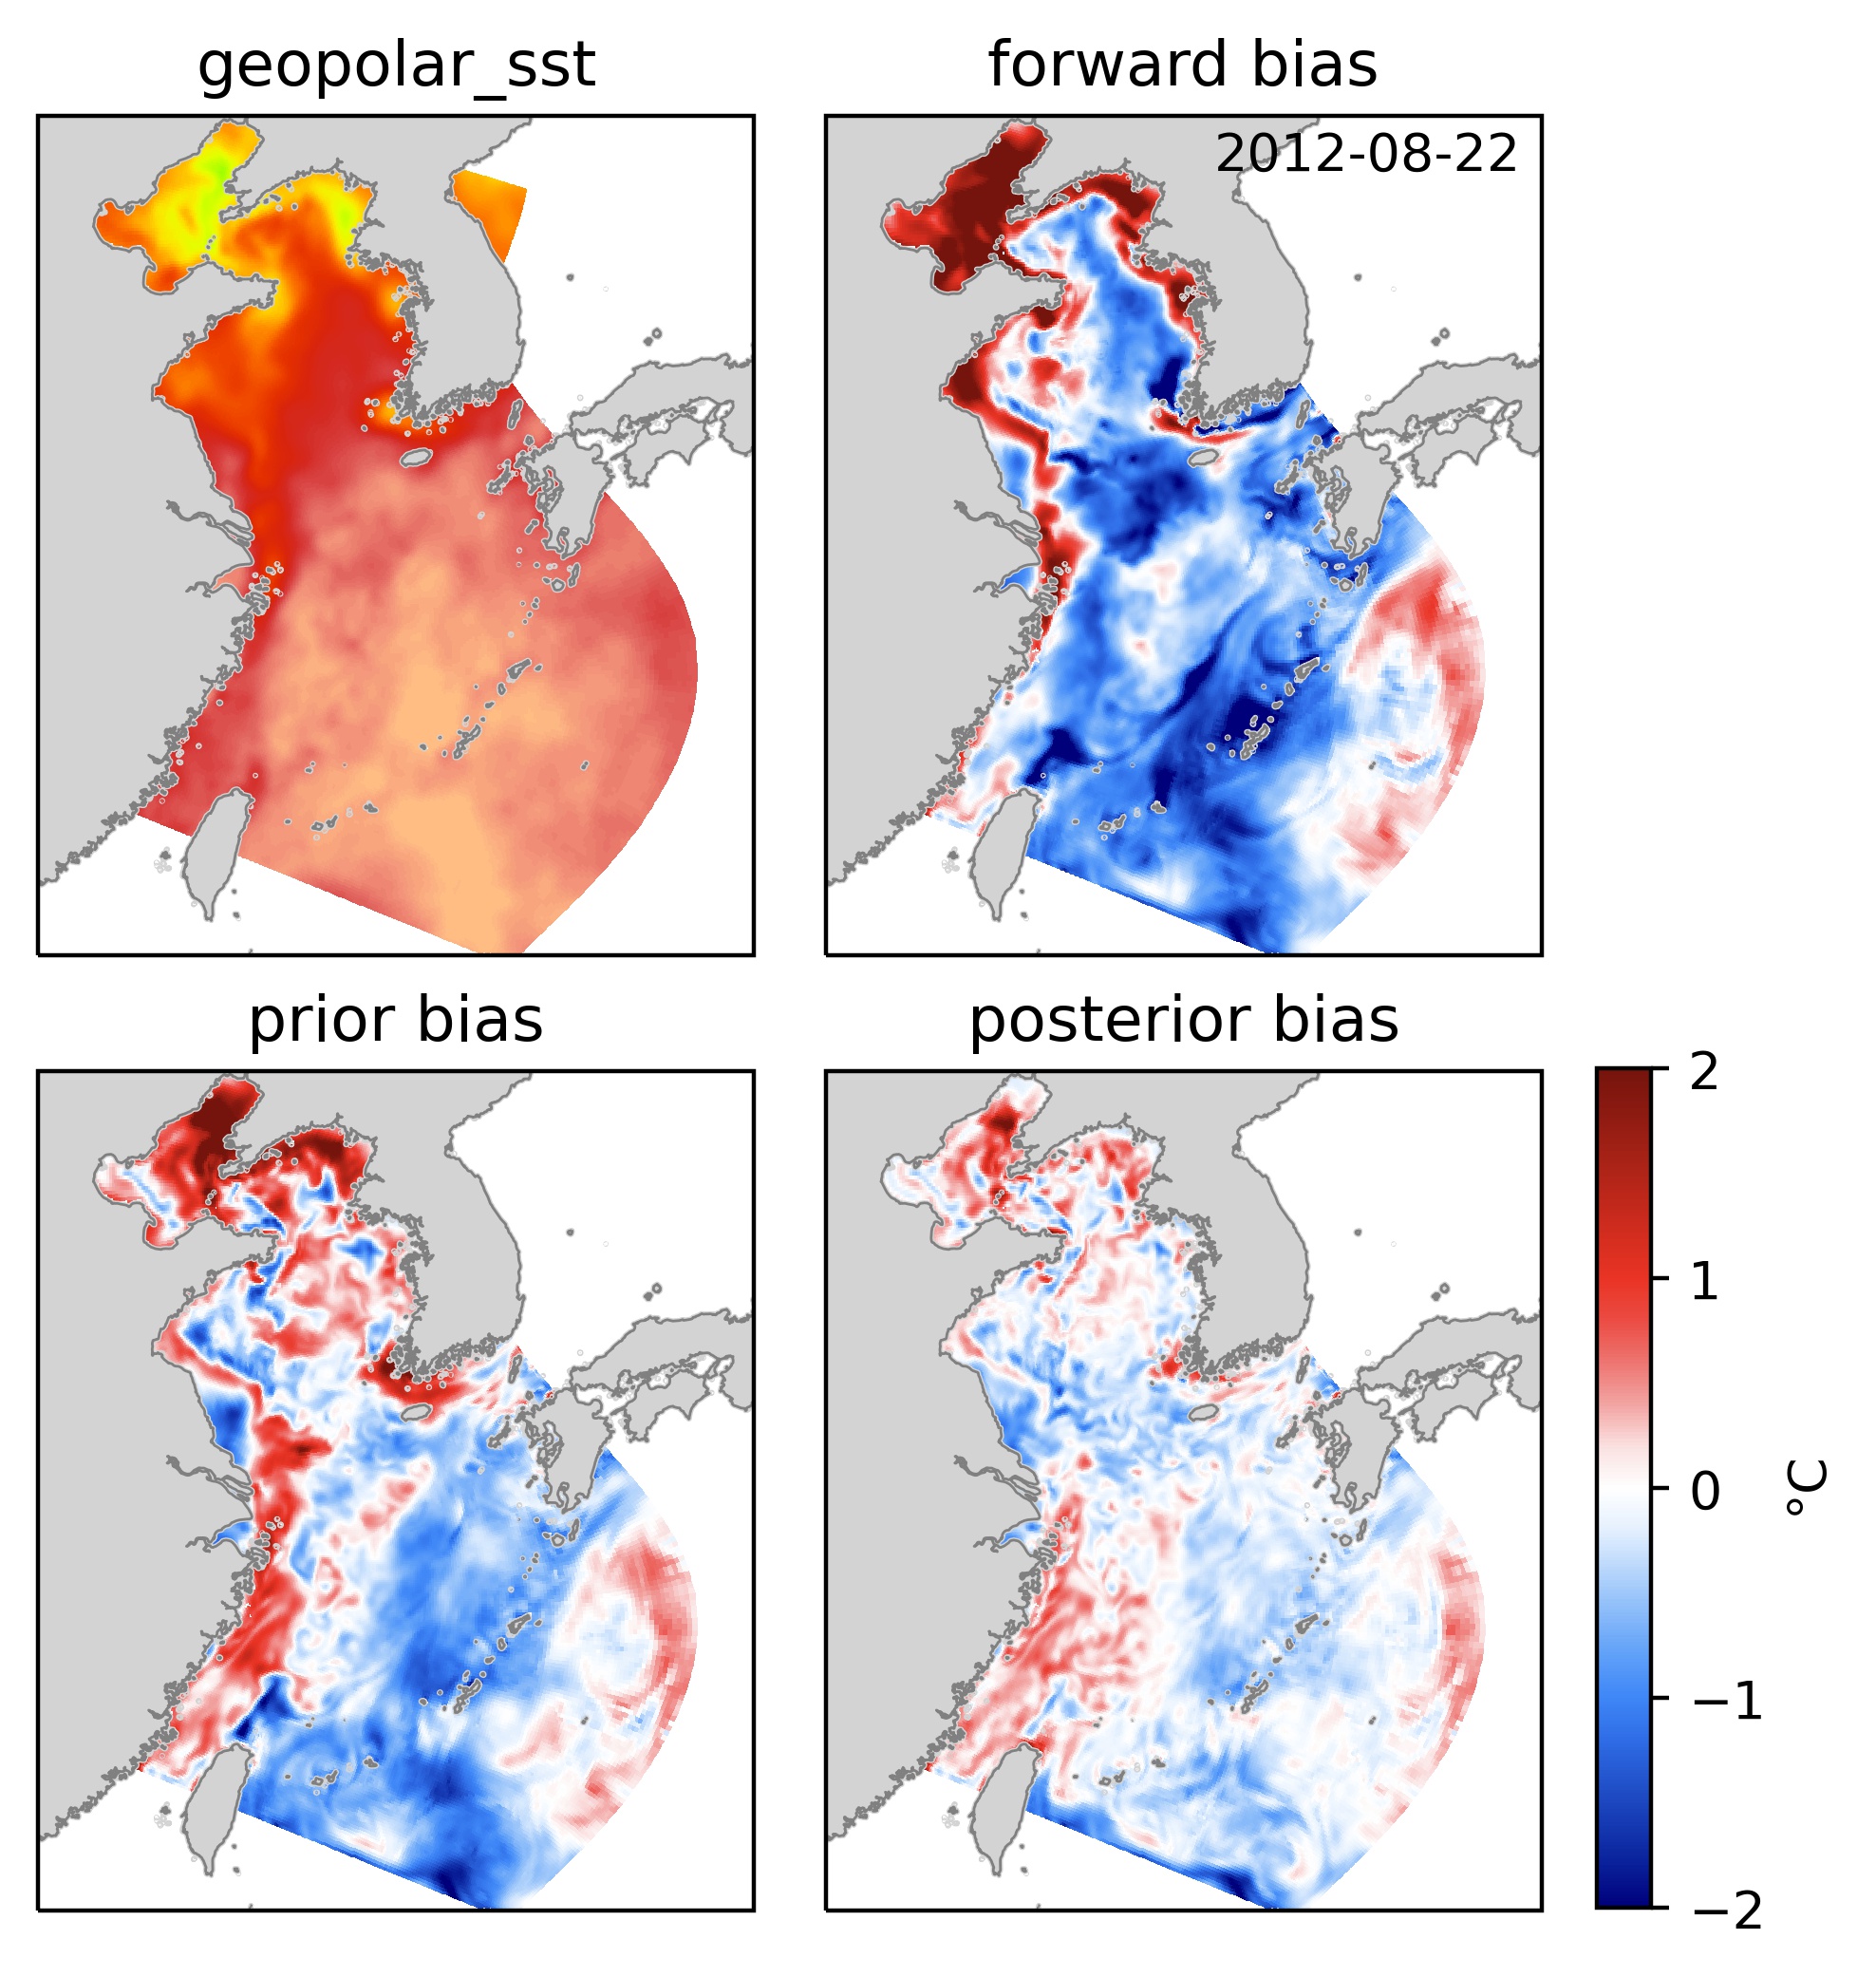 geopolar_sst
forward bias
2012-08-22
prior bias
posterior bias
2
1
0
−1
−2
°C